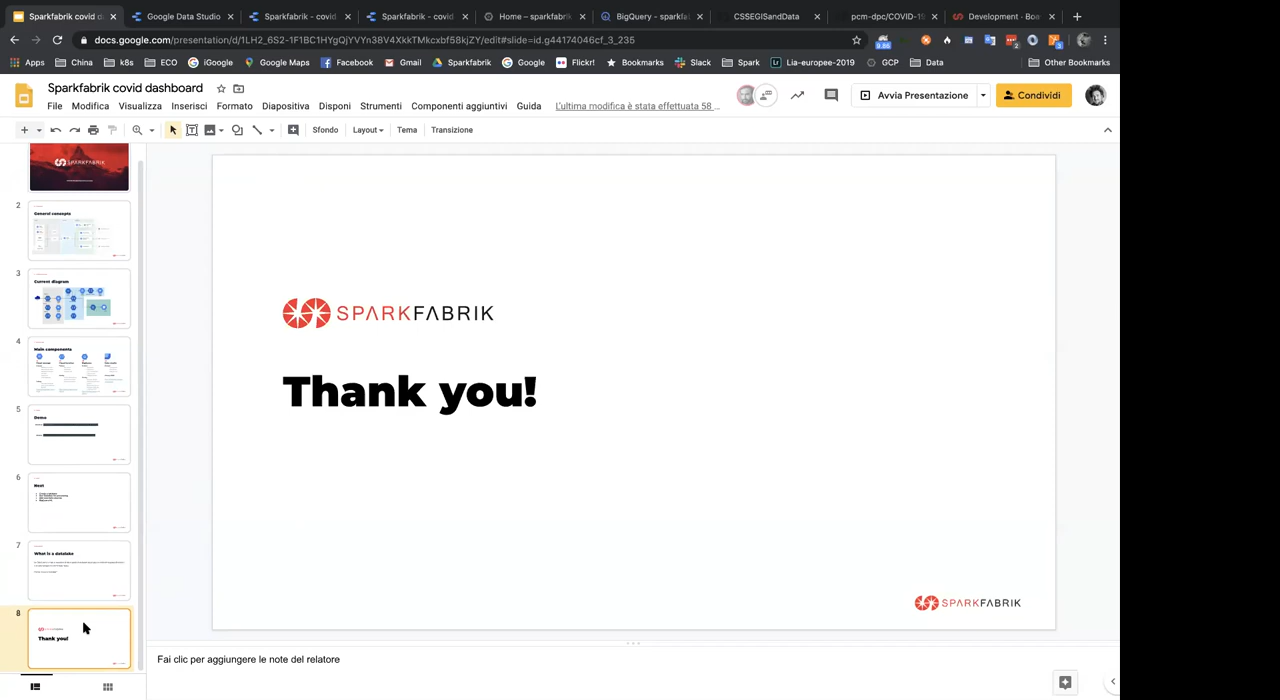 Sparkfabrik covid d
Google Data Studio
Sparkfabrik - covid
Sparkfabrik - covid
Home – sparkfabrik
BigQuery - sparkfab
CSSEGISandData
pcm-dpc/COVID-19
Development - Boa
docs.google.com/presentation/d/1LH2_6S2-1F1BC1HYgQjYVYn38V4XkkTMkcxbf58kjZY/edit#slide=id.g44174046cf_3_235
9.66
2
3
Apps
China
k8s
ECO
iGoogle
Google Maps
Facebook
Gmail
Sparkfabrik
Google
Flickr!
Bookmarks
Slack
Spark
Lia-europee-2019
GCP
Data
Other Bookmarks
Sparkfabrik covid dashboard
File Modifica Visualizza Inserisci Formato Diapositiva Disponi Strumenti Componenti aggiuntivi Guida L'ultima modifica è stata effettuata 58 ...
Avvia Presentazione
Condividi
Sfondo Layout Tema Transizione
SPARKFABRIK
2
General concepts
3
Current diagram
4
Main components
5
Demo
6
Next
7
What is a datalake
8
Thank you!
SPARKFABRIK
Thank you!
SPARKFABRIK
Fai clic per aggiungere le note del relatore